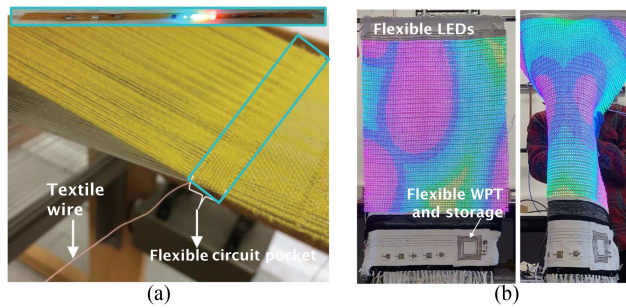 Textile
wire
Flexible circuit pocket
(a)
Flexible LEDs
Flexible WPT
and storage
(b)